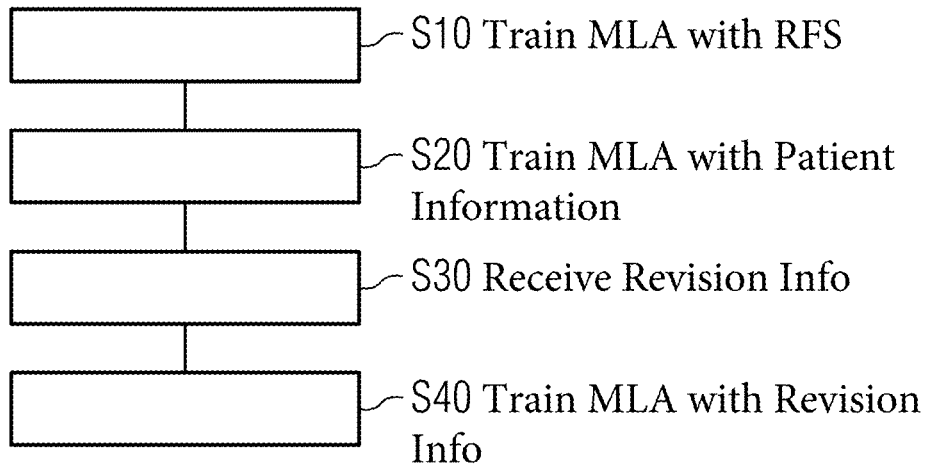 S10 Train MLA with RFS
S20 Train MLA with Patient
Information
S30 Receive Revision Info
S40 Train MLA with Revision
Info